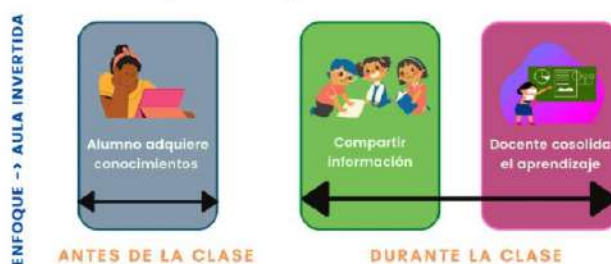 ENFOQUE -> AULA INVERTIDA
Alumno adquiere
conocimientos
Compartir
información
Docente cosolida
el aprendizaje
ANTES DE LA CLASE
DURANTE LA CLASE